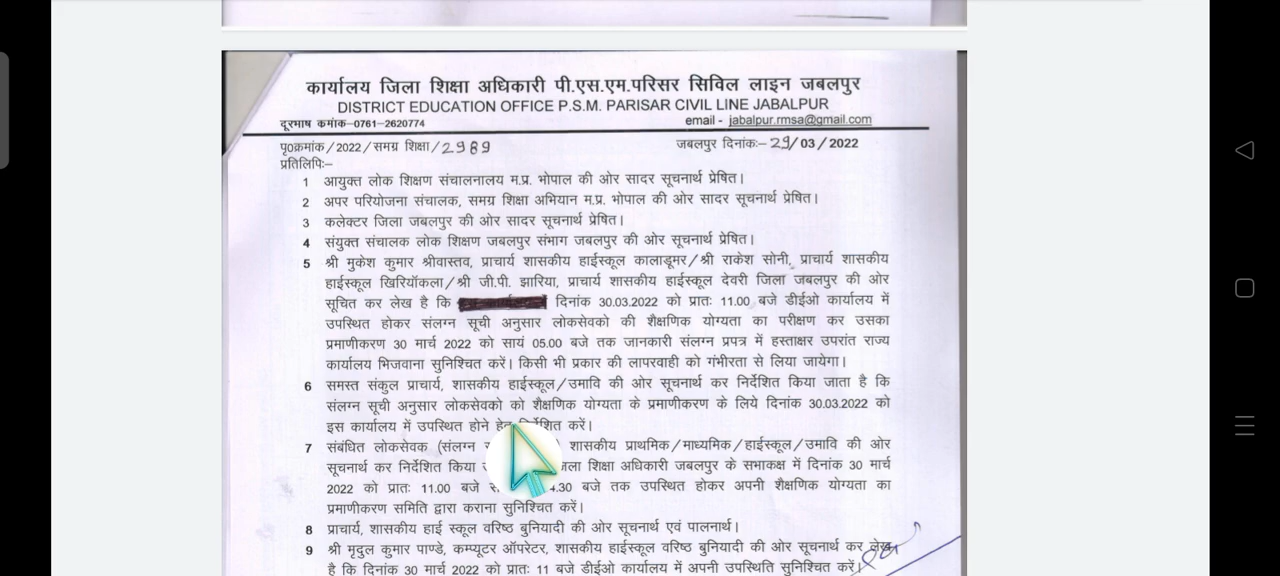 कार्यालय जिला शिक्षा अधिकारी पी.एस.एम.परिसर सिविल लाइन जबलपुर
DISTRICT EDUCATION OFFICE P.S.M. PARISAR CIVIL LINE JABALPUR
दूरभाष कमांक–0761-2620774 email - jabalpur.rmsa@gmail.com
पृ0क्रमांक/2022/समग्र शिक्षा/2989 जबलपुर दिनांकः– 29/03/2022
प्रतिलिपिः–
1 आयुक्त लोक शिक्षण संचालनालय म.प्र. भोपाल की ओर सादर सूचनार्थ प्रेषित।
2 अपर परियोजना संचालक, समग्र शिक्षा अभियान म.प्र. भोपाल की ओर सादर सूचनार्थ प्रेषित।
3 कलेक्टर जिला जबलपुर की ओर सादर सूचनार्थ प्रेषित।
4 संयुक्त संचालक लोक शिक्षण जबलपुर संभाग जबलपुर की ओर सूचनार्थ प्रेषित।
5 श्री मुकेश कुमार श्रीवास्तव, प्राचार्य शासकीय हाईस्कूल कालाडूमर/श्री राकेश सोनी, प्राचार्य शासकीय
हाईस्कूल खिरियॉकला/श्री जी.पी. झारिया, प्राचार्य शासकीय हाईस्कूल देवरी जिला जबलपुर की ओर
सूचित कर लेख है कि दिनांक 30.03.2022 को प्रातः 11.00 बजे डीईओ कार्यालय में
उपस्थित होकर संलग्न सूची अनुसार लोकसेवको की शैक्षणिक योग्यता का परीक्षण कर उसका
प्रमाणीकरण 30 मार्च 2022 को सायं 05.00 बजे तक जानकारी संलग्न प्रपत्र में हस्ताक्षर उपरांत राज्य
कार्यालय भिजवाना सुनिश्चित करें। किसी भी प्रकार की लापरवाही को गंभीरता से लिया जायेगा।
6 समस्त संकुल प्राचार्य, शासकीय हाईस्कूल/उमावि की ओर सूचनार्थ कर निर्देशित किया जाता है कि
संलग्न सूची अनुसार लोकसेवको को शैक्षणिक योग्यता के प्रमाणीकरण के लिये दिनांक 30.03.2022 को
इस कार्यालय में उपस्थित होने करें।
7 संबंधित लोकसेवक (संलग्न शासकीय प्राथमिक/माध्यमिक/हाईस्कूल/उमावि की ओर
सूचनार्थ कर निर्देशित किया शिक्षा अधिकारी जबलपुर के सभाकक्ष में दिनांक 30 मार्च
2022 को प्रातः 11.00 बजे बजे तक उपस्थित होकर अपनी शैक्षणिक योग्यता का
प्रमाणीकरण समिति द्वारा कराना सुनिश्चित करें।
8 प्राचार्य, शासकीय हाई स्कूल वरिष्ठ बुनियादी की ओर सूचनार्थ एवं पालनार्थ।
9 श्री मृदुल कुमार पाण्डे, कम्प्यूटर ऑपरेटर, शासकीय हाईस्कूल वरिष्ठ बुनियादी की ओर सूचनार्थ कर लेख
है कि दिनांक 30 मार्च 2022 को प्रातः 11 बजे डीईओ कार्यालय में अपनी उपस्थिति सुनिश्चित करें।